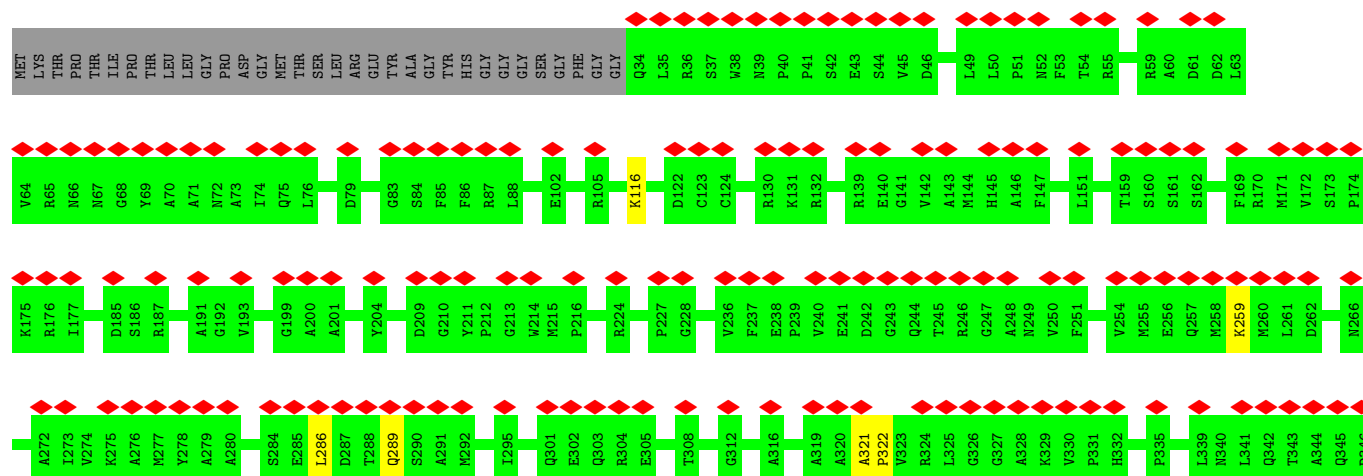 MET LYS THR PRO THR ILE PRO THR LEU LEU GLY PRO ASP GLY MET THR SER LEU ARG GLU TYR ALA GLY TYR HIS GLY GLY GLY SER GLY PHE GLY GLY Q34 L35 R36 S37 W38 N39 P40 P41 S42 E43 S44 V45 D46 L49 L50 P51 N52 F53 T54 R55 R59 A60 D61 D62 L63
V64 R65 N66 N67 G68 Y69 A70 A71 N72 A73 I74 Q75 L76 D79 G83 S84 F85 F86 R87 L88 E102 R105 K116 D122 C123 C124 R130 K131 R132 R139 E140 G141 V142 A143 M144 H145 A146 F147 L151 T159 S160 S161 S162 F169 R170 M171 V172 S173 P174
K175 R176 I177 D185 S186 R187 A191 G192 V193 G199 A200 A201 Y204 D209 G210 Y211 P212 G213 W214 M215 P216 R224 P227 G228 V236 F237 E238 P239 V240 E241 D242 G243 Q244 T245 R246 G247 A248 N249 V250 F251 V254 M255 E256 Q257 M258 K259 M260 L261 D262 N266
A272 I273 V274 K275 A276 M277 Y278 A279 A280 S284 E285 L286 D287 T288 Q289 S290 A291 M292 I295 Q301 E302 Q303 R304 E305 T308 G312 A316 A319 A320 A321 P322 V323 R324 L325 G326 G327 A328 K329 V330 P331 H332 P335 L339 N340 L341 Q342 T343 A344 Q345